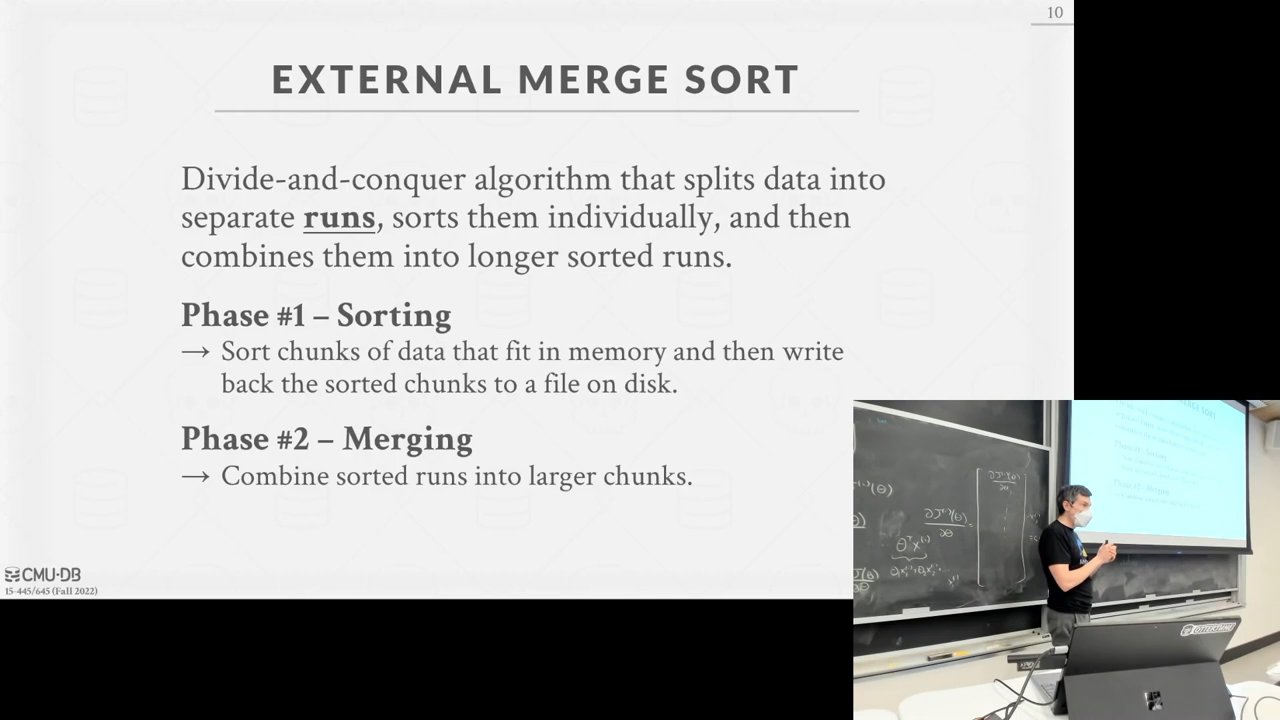 10
EXTERNAL MERGE SORT
Divide-and-conquer algorithm that splits data into
separate runs, sorts them individually, and then
combines them into longer sorted runs.
Phase #1 – Sorting
→ Sort chunks of data that fit in memory and then write
back the sorted chunks to a file on disk.
Phase #2 – Merging
→ Combine sorted runs into larger chunks.
CMU·DB
15-445/645 (Fall 2022)